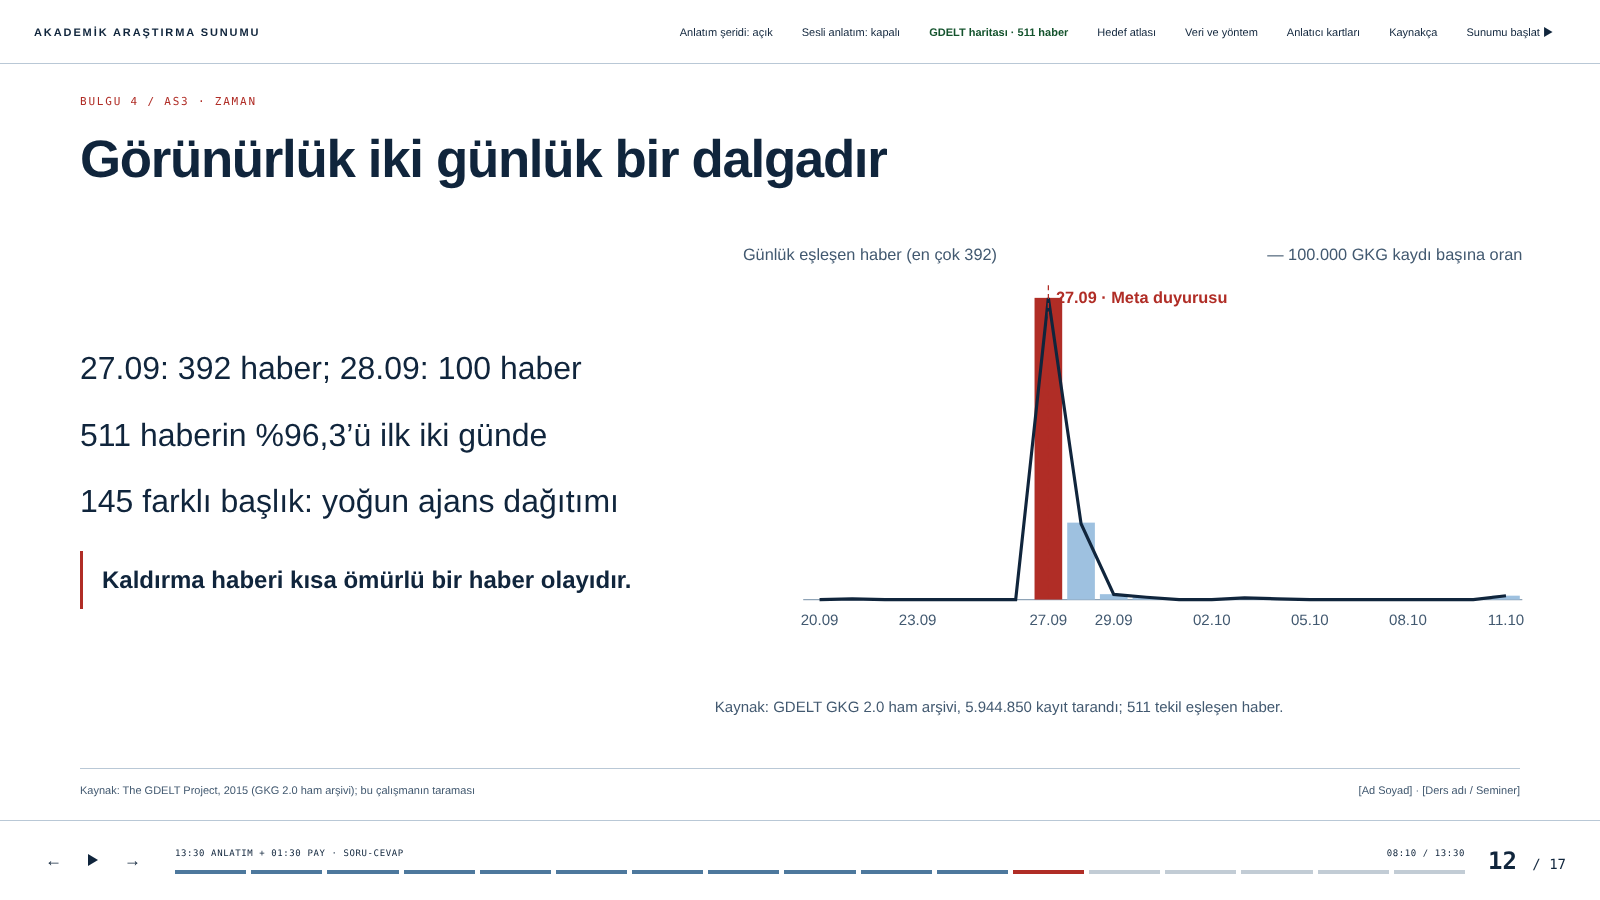 AKADEMİK ARAŞTIRMA SUNUMU
Anlatım şeridi: açık
Sesli anlatım: kapalı
GDELT haritası · 511 haber
Hedef atlası
Veri ve yöntem
Anlatıcı kartları
Kaynakça
Sunumu başlat ▶
BULGU 4 / AS3 · ZAMAN
Görünürlük iki günlük bir dalgadır
27.09: 392 haber; 28.09: 100 haber
511 haberin %96,3’ü ilk iki günde
145 farklı başlık: yoğun ajans dağıtımı
Kaldırma haberi kısa ömürlü bir haber olayıdır.
Günlük eşleşen haber (en çok 392)
— 100.000 GKG kaydı başına oran
27.09 · Meta duyurusu
20.09 23.09 27.09 29.09 02.10 05.10 08.10 11.10
Kaynak: GDELT GKG 2.0 ham arşivi, 5.944.850 kayıt tarandı; 511 tekil eşleşen haber.
Kaynak: The GDELT Project, 2015 (GKG 2.0 ham arşivi); bu çalışmanın taraması
[Ad Soyad] · [Ders adı / Seminer]
← ▶ →
13:30 ANLATIM + 01:30 PAY · SORU-CEVAP
08:10 / 13:30
12 / 17